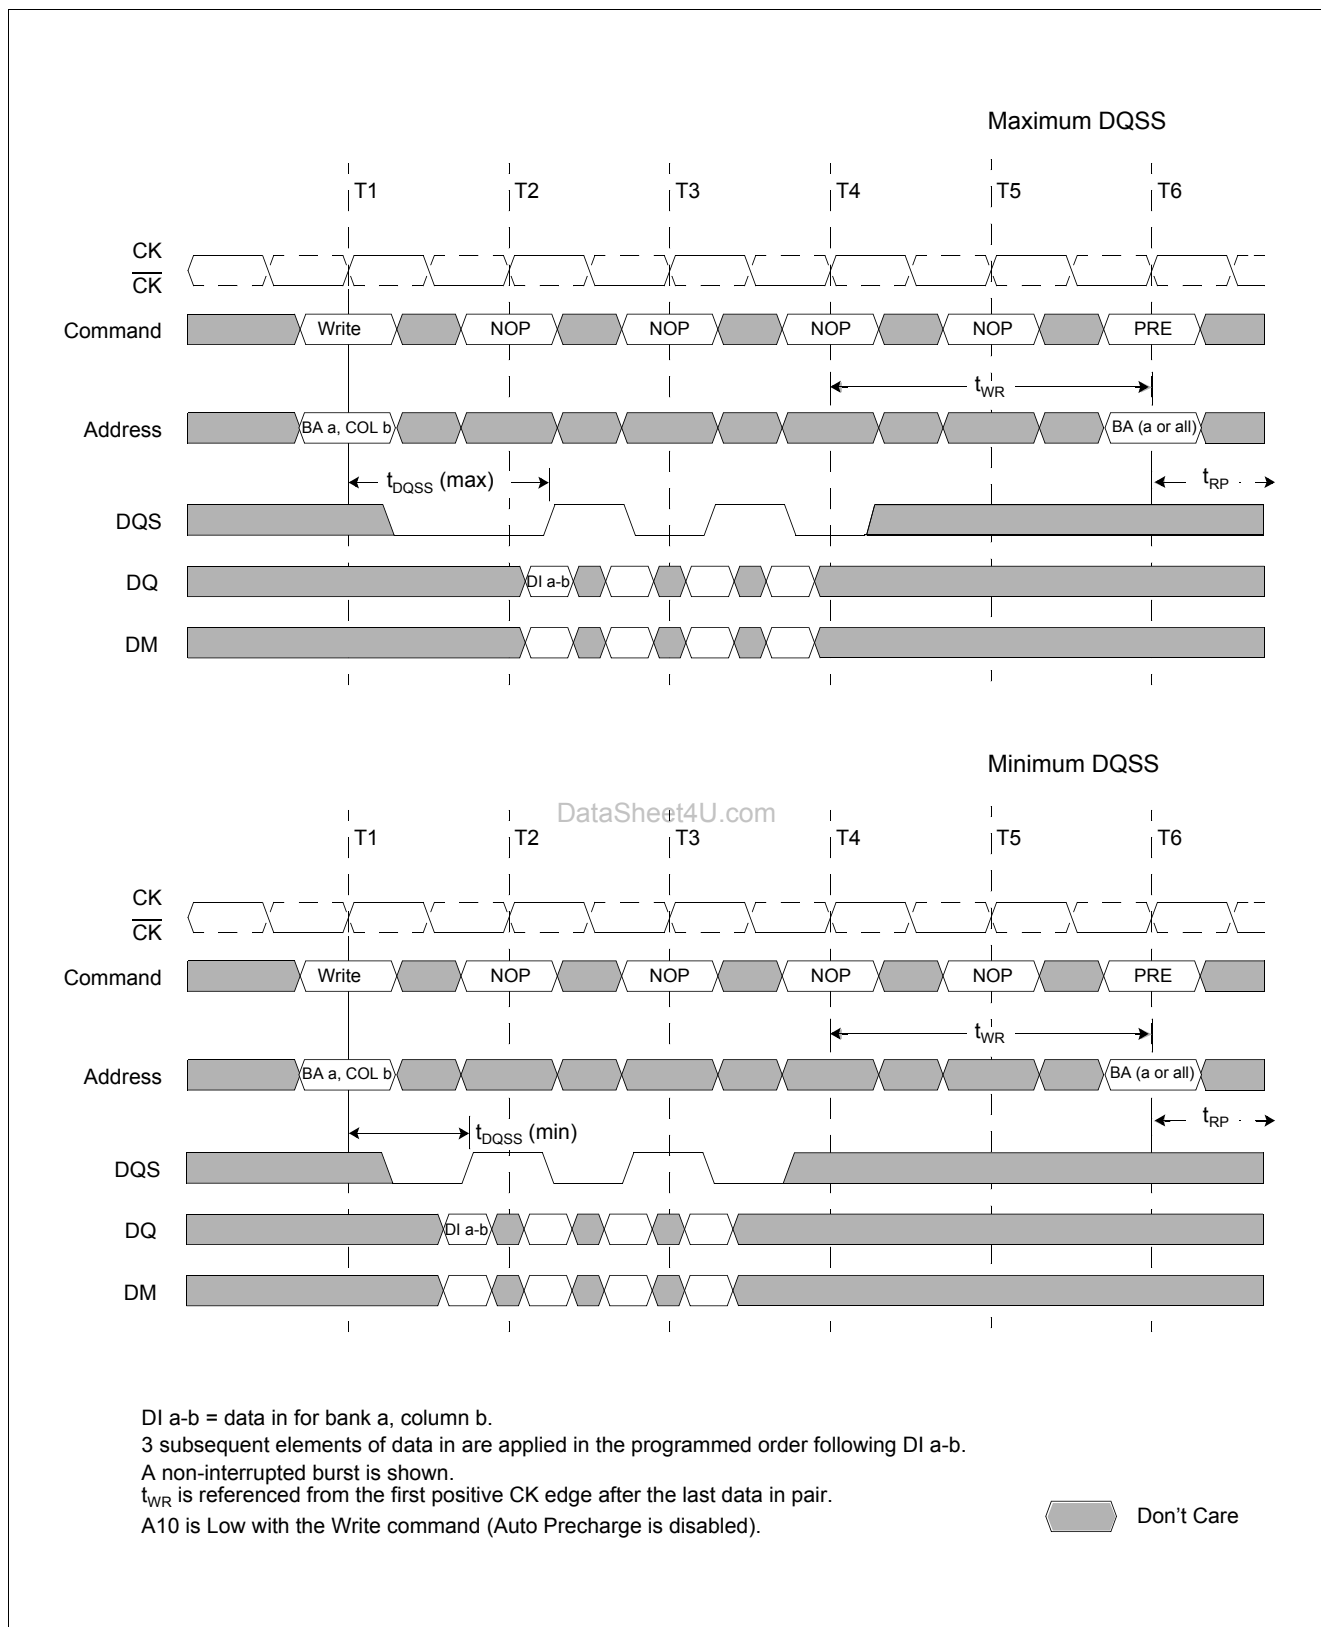 Maximum DQSS
T1 T2 T3 T4 T5 T6
CK
CK
Command Write NOP NOP NOP NOP PRE
tWR
Address BA a, COL b BA (a or all)
tDQSS (max) tRP
DQS
DQ DI a-b
DM
Minimum DQSS
DataSheet4U.com
T1 T2 T3 T4 T5 T6
CK
CK
Command Write NOP NOP NOP NOP PRE
tWR
Address BA a, COL b BA (a or all)
tDQSS (min) tRP
DQS
DQ DI a-b
DM
DI a-b = data in for bank a, column b.
3 subsequent elements of data in are applied in the programmed order following DI a-b.
A non-interrupted burst is shown.
tWR is referenced from the first positive CK edge after the last data in pair.
A10 is Low with the Write command (Auto Precharge is disabled).
Don't Care